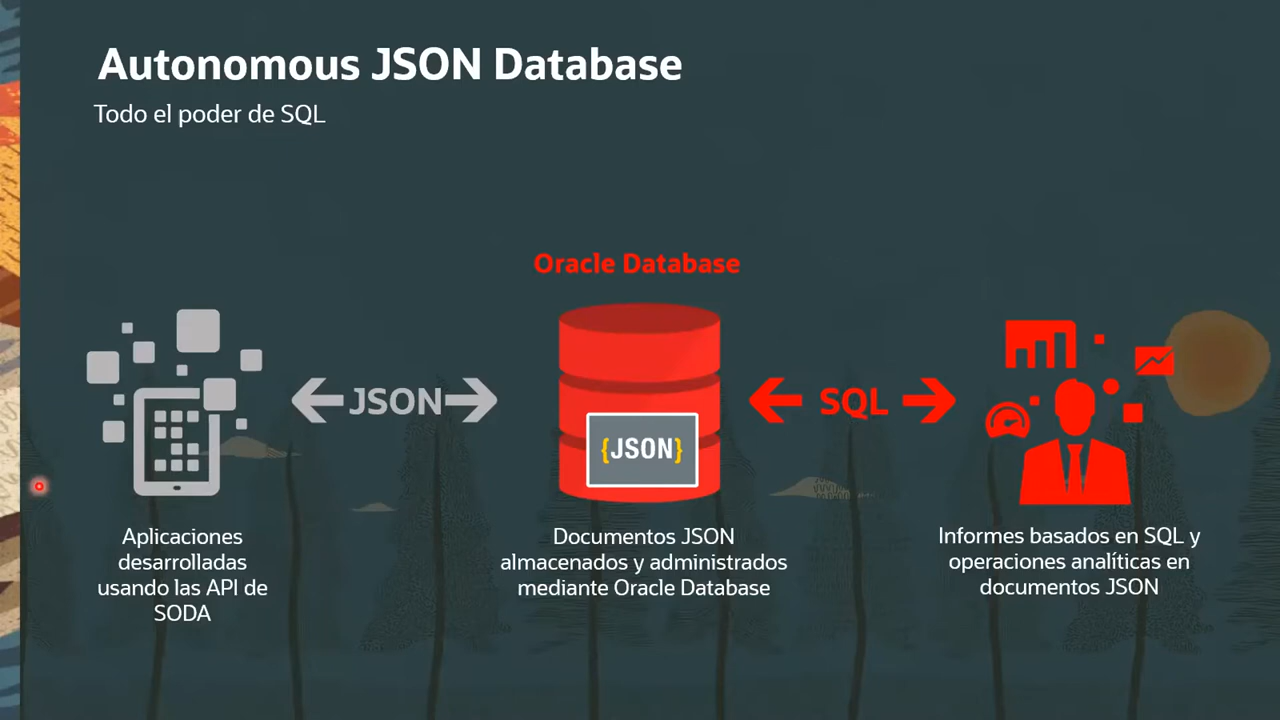 Autonomous JSON Database
Todo el poder de SQL
Oracle Database
JSON
{JSON}
SQL
Aplicaciones
desarrolladas
usando las API de
SODA
Documentos JSON
almacenados y administrados
mediante Oracle Database
Informes basados en SQL y
operaciones analíticas en
documentos JSON